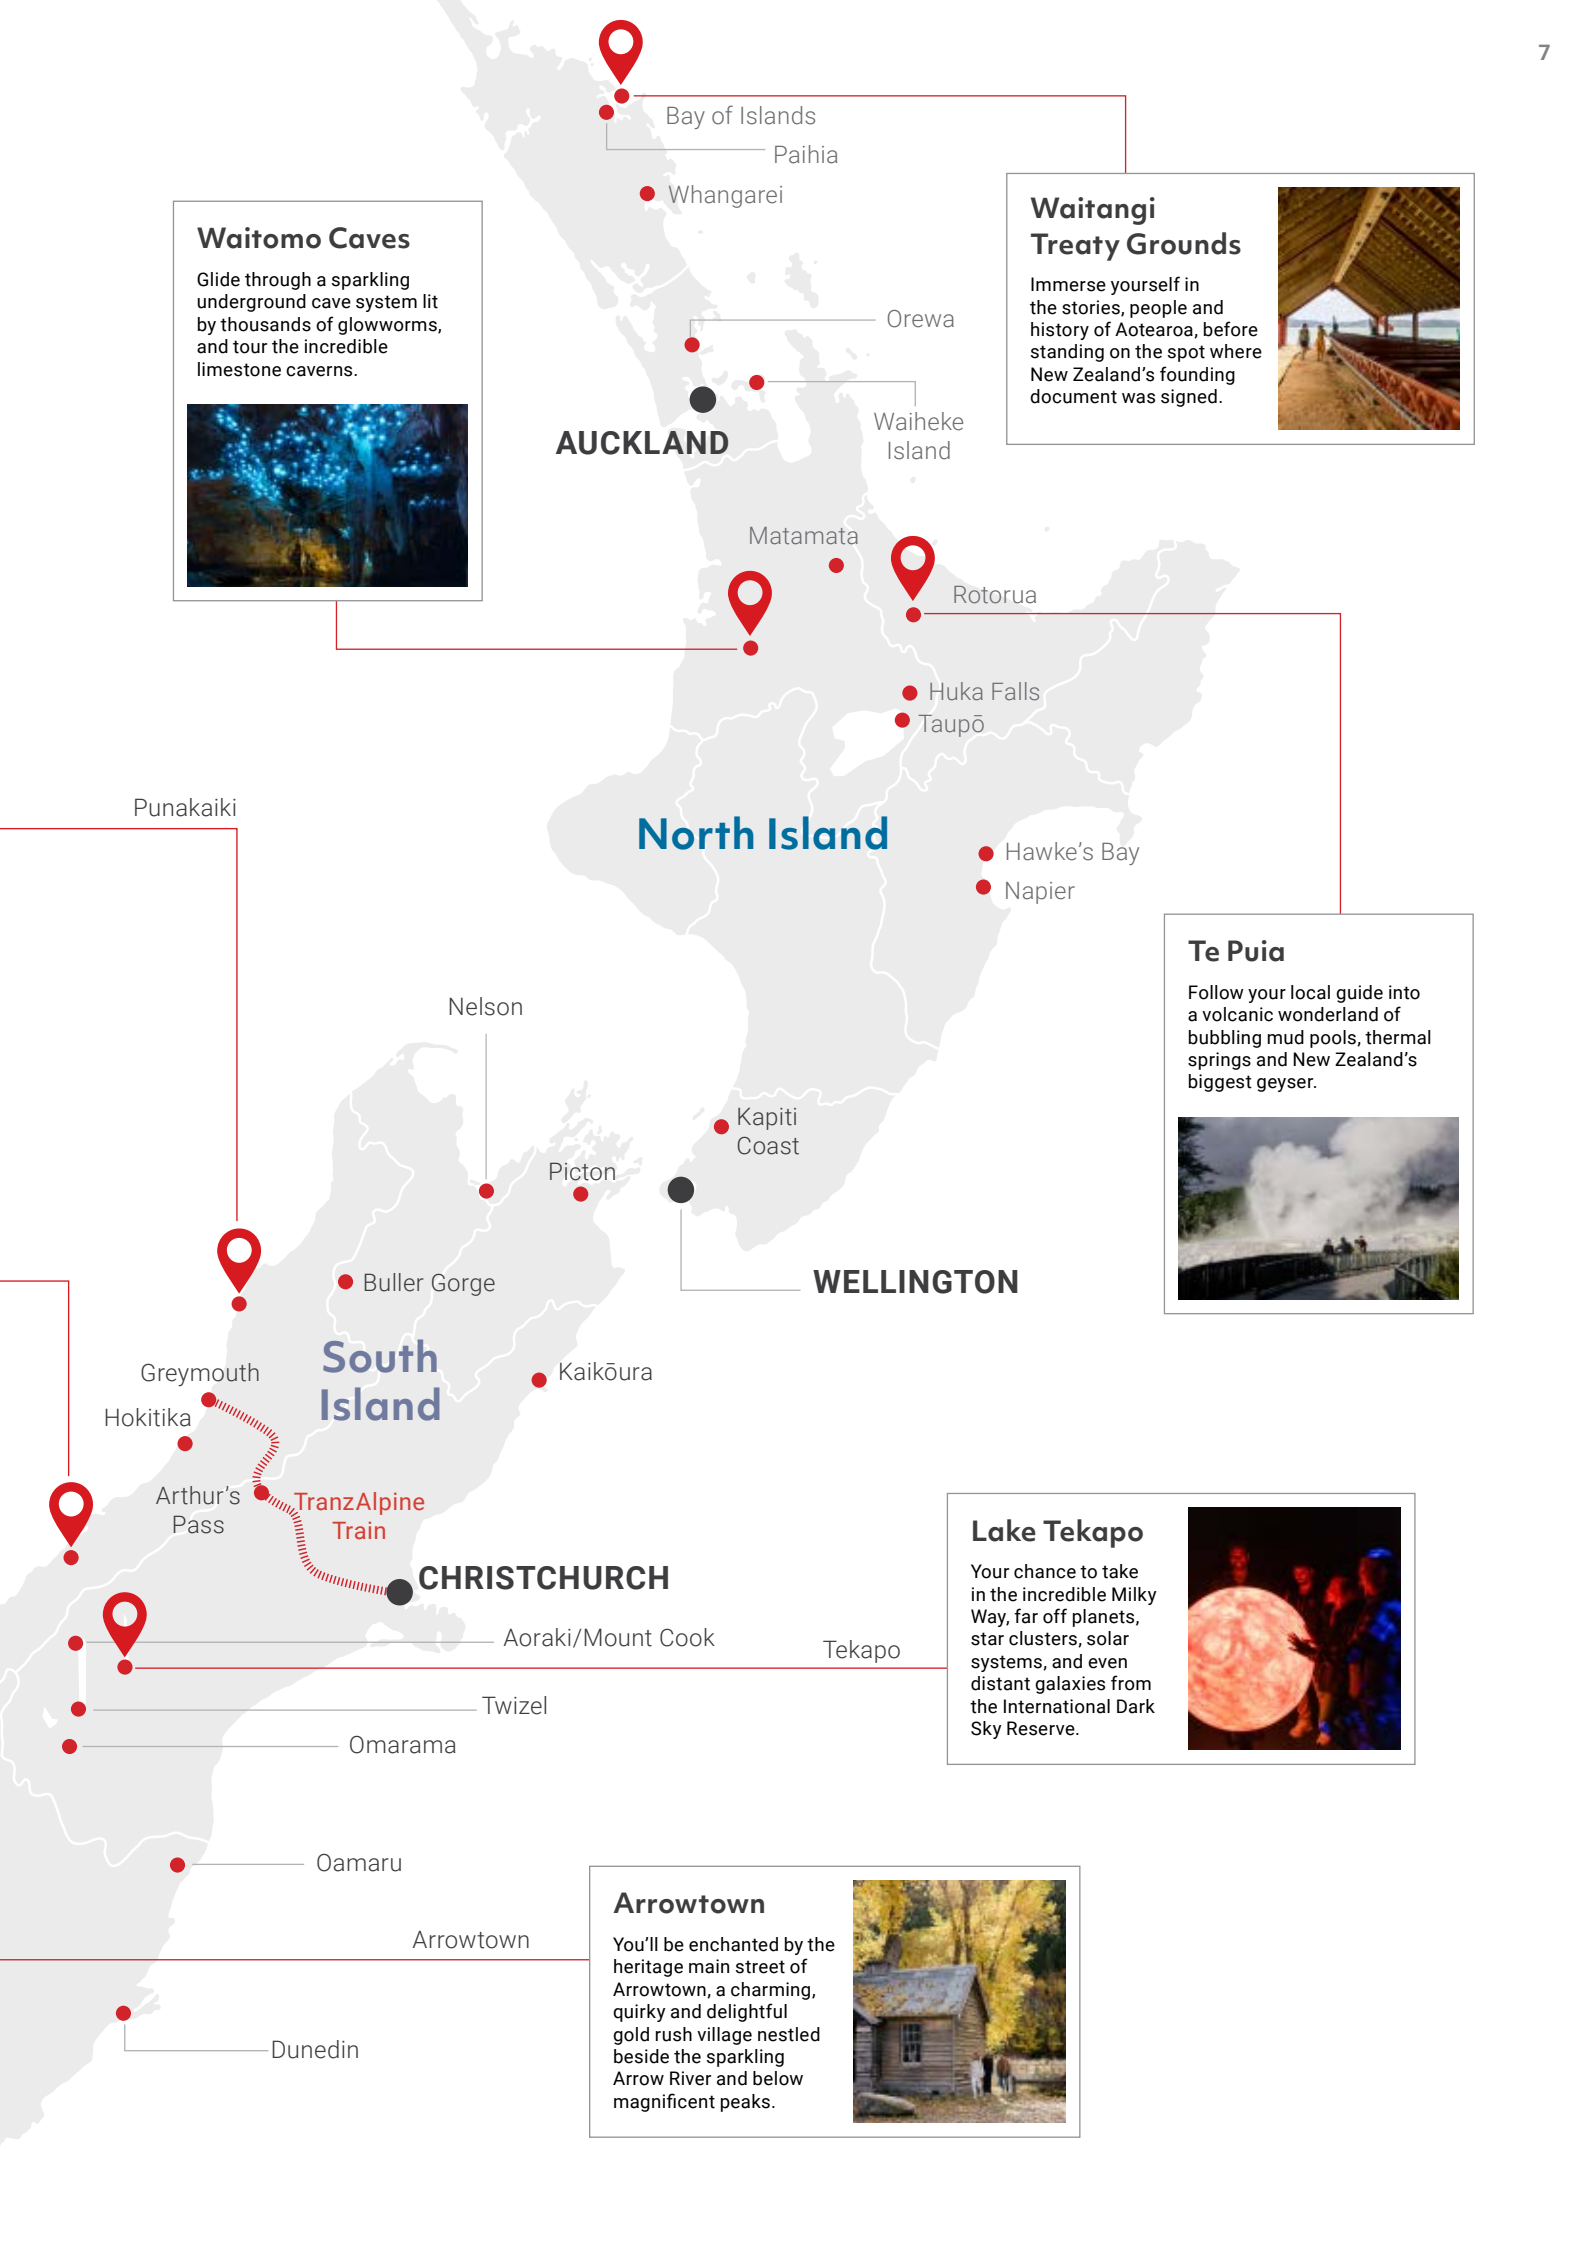 7
Bay of Islands
Paihia
Whangarei
Waitangi
Treaty Grounds
Immerse yourself in
the stories, people and
history of Aotearoa, before
standing on the spot where
New Zealand's founding
document was signed.
Waitomo Caves
Glide through a sparkling
underground cave system lit
by thousands of glowworms,
and tour the incredible
limestone caverns.
Orewa
AUCKLAND
Waiheke
Island
Matamata
Rotorua
Huka Falls
Taupō
Punakaiki
North Island
Hawke's Bay
Napier
Te Puia
Follow your local guide into
a volcanic wonderland of
bubbling mud pools, thermal
springs and New Zealand's
biggest geyser.
Nelson
Kapiti
Coast
Picton
WELLINGTON
Buller Gorge
South
Island
Greymouth
Kaikōura
Hokitika
Arthur's
Pass
TranzAlpine
Train
CHRISTCHURCH
Lake Tekapo
Your chance to take
in the incredible Milky
Way, far off planets,
star clusters, solar
systems, and even
distant galaxies from
the International Dark
Sky Reserve.
Aoraki/Mount Cook
Tekapo
Twizel
Omarama
Oamaru
Arrowtown
Arrowtown
You'll be enchanted by the
heritage main street of
Arrowtown, a charming,
quirky and delightful
gold rush village nestled
beside the sparkling
Arrow River and below
magnificent peaks.
Dunedin